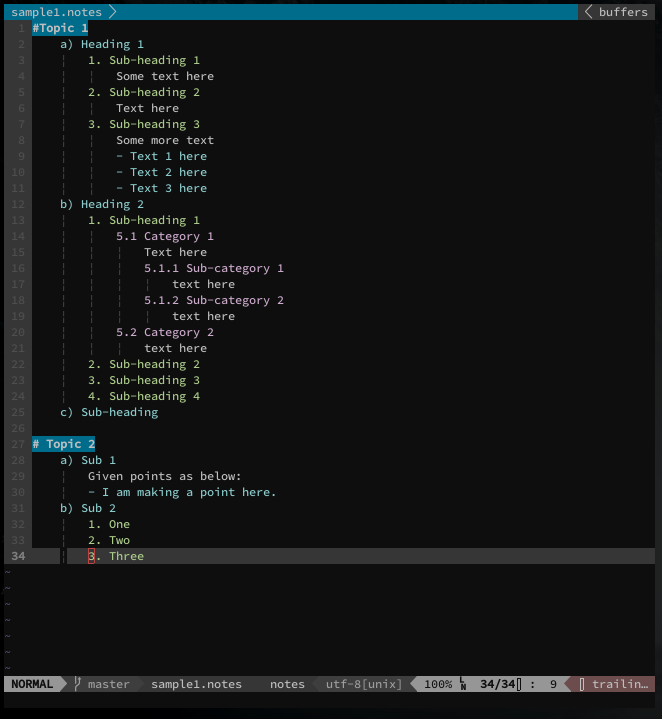 sample1.notes buffers
1 #Topic 1
2 a) Heading 1
3 1. Sub-heading 1
4 Some text here
5 2. Sub-heading 2
6 Text here
7 3. Sub-heading 3
8 Some more text
9 - Text 1 here
10 - Text 2 here
11 - Text 3 here
12 b) Heading 2
13 1. Sub-heading 1
14 5.1 Category 1
15 Text here
16 5.1.1 Sub-category 1
17 text here
18 5.1.2 Sub-category 2
19 text here
20 5.2 Category 2
21 text here
22 2. Sub-heading 2
23 3. Sub-heading 3
24 4. Sub-heading 4
25 c) Sub-heading
26
27 # Topic 2
28 a) Sub 1
29 Given points as below:
30 - I am making a point here.
31 b) Sub 2
32 1. One
33 2. Two
34 3. Three
~
~
~
~
~
~
~
NORMAL master sample1.notes notes utf-8[unix] 100% LN 34/34 : 9 trailin…